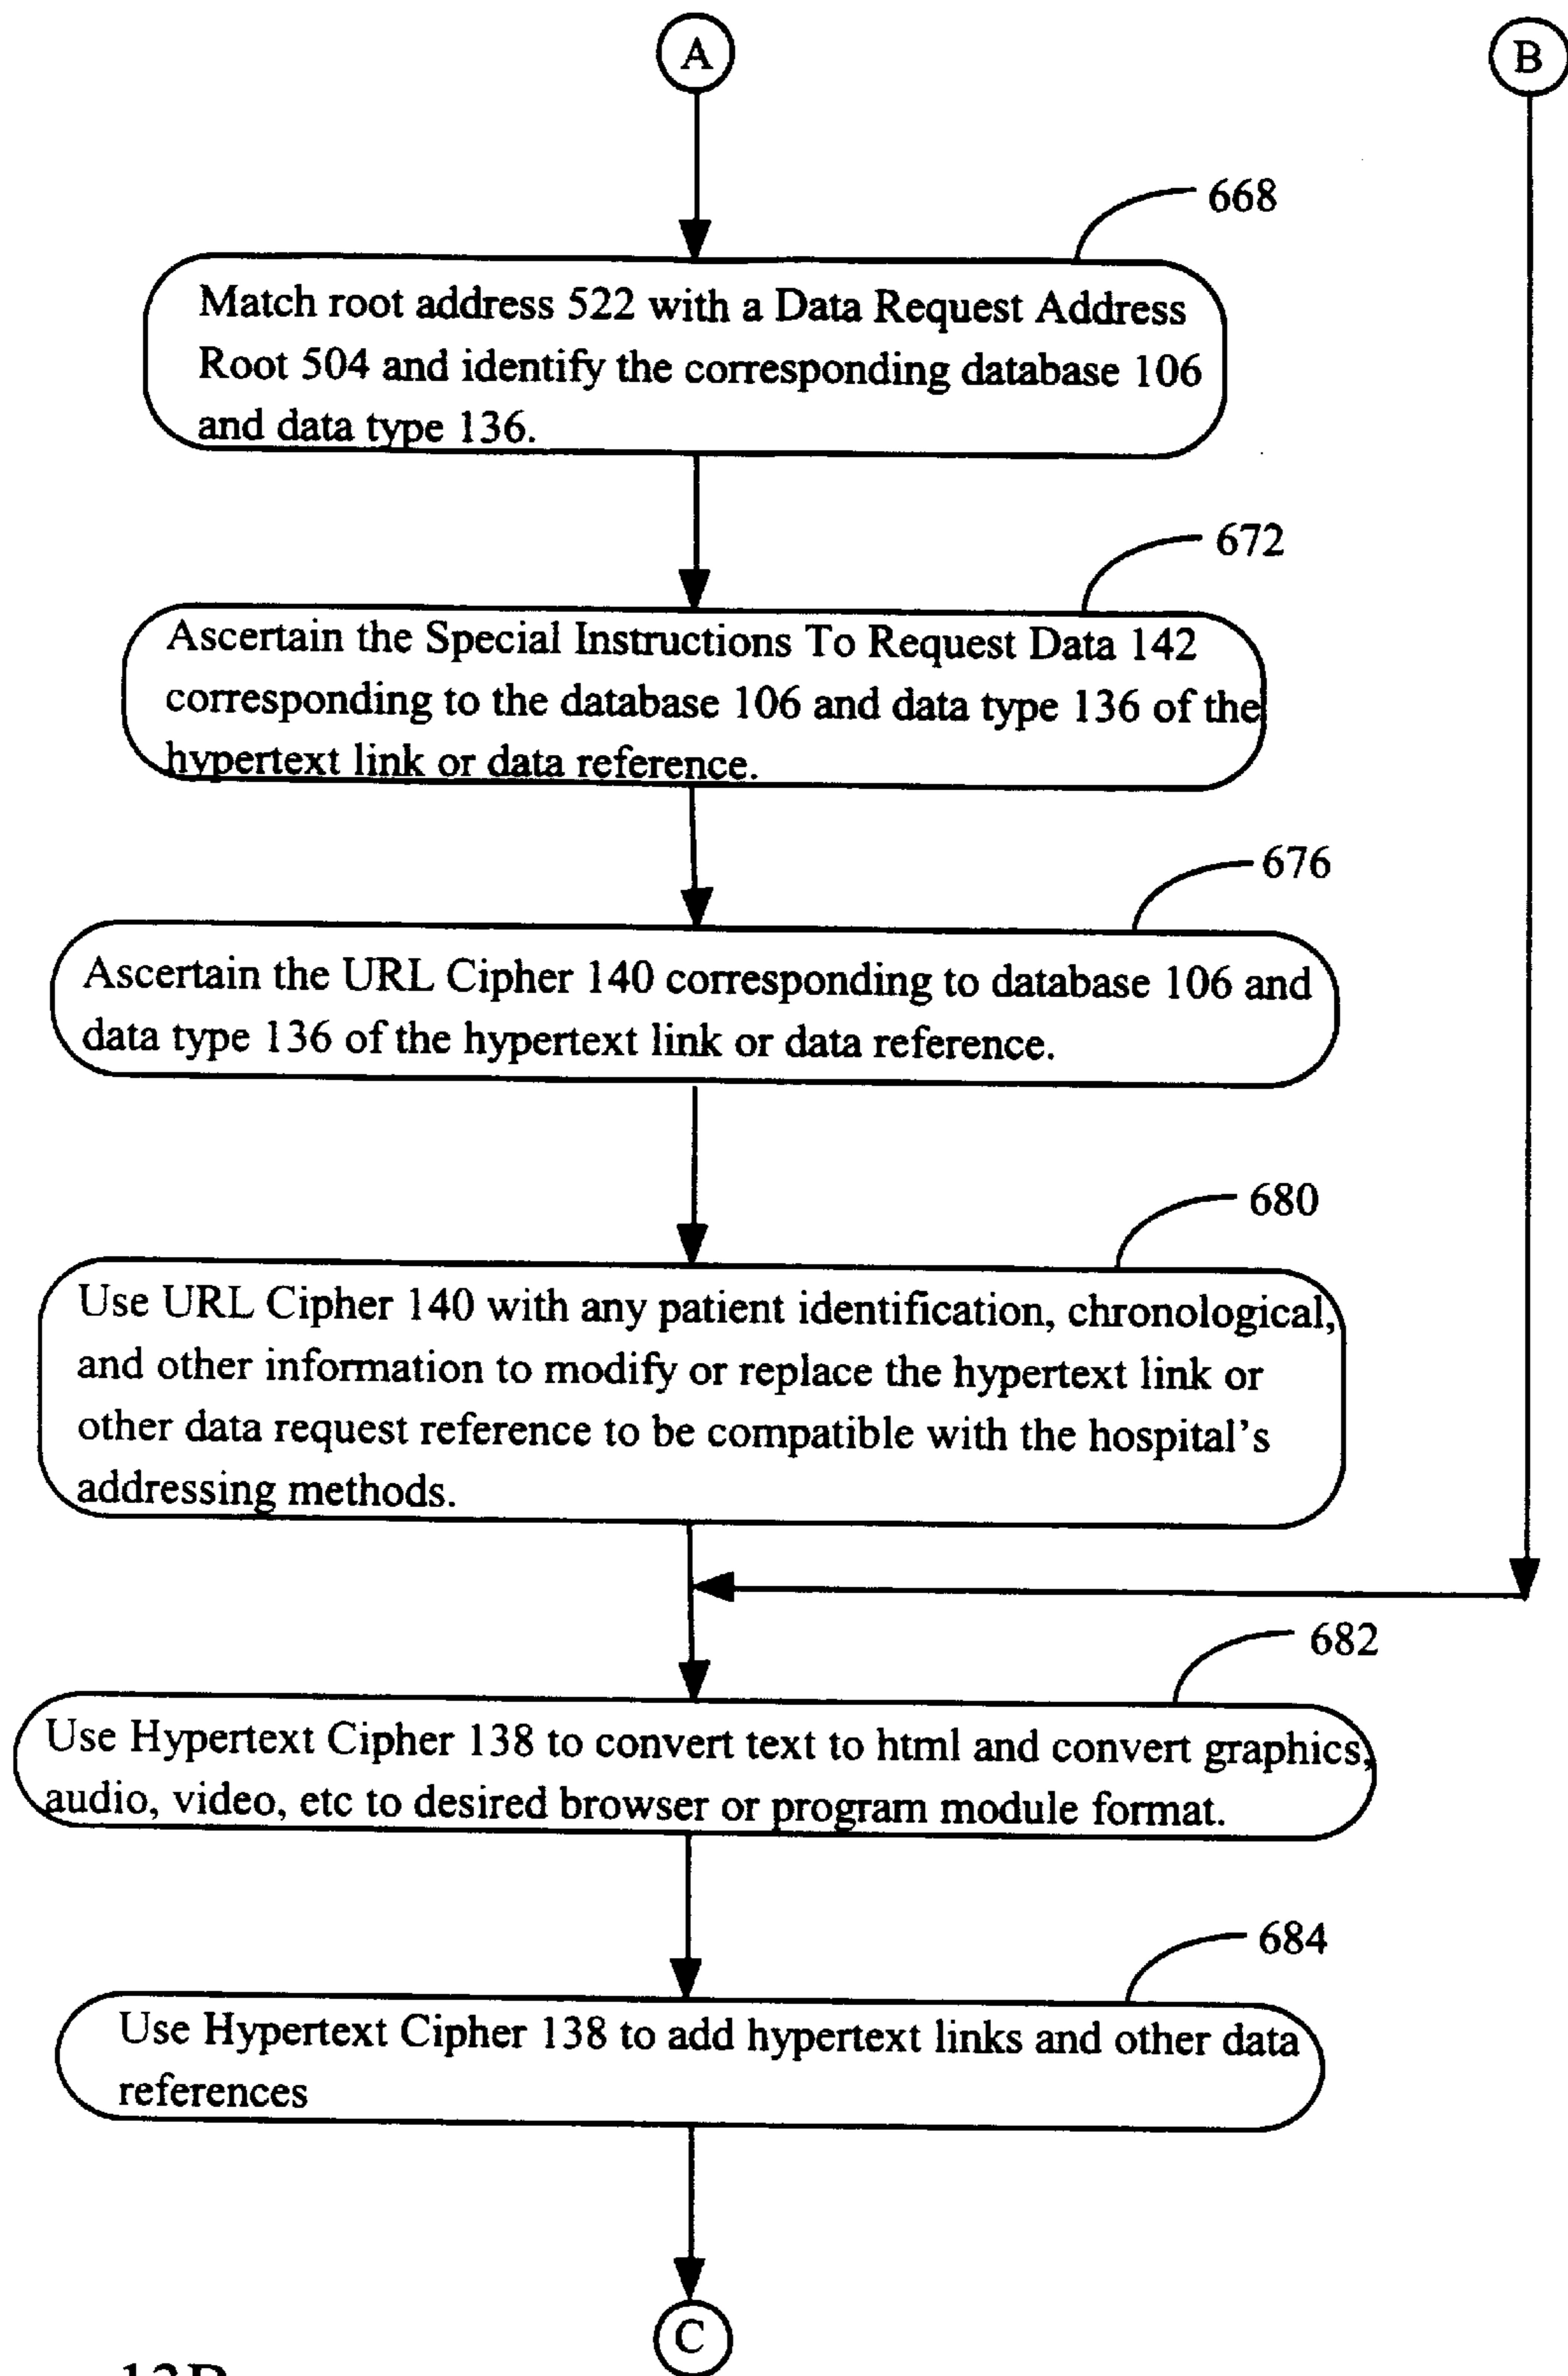 A
B
668
Match root address 522 with a Data Request Address
Root 504 and identify the corresponding database 106
and data type 136.
672
Ascertain the Special Instructions To Request Data 142
corresponding to the database 106 and data type 136 of the
hypertext link or data reference.
676
Ascertain the URL Cipher 140 corresponding to database 106 and
data type 136 of the hypertext link or data reference.
680
Use URL Cipher 140 with any patient identification, chronological,
and other information to modify or replace the hypertext link or
other data request reference to be compatible with the hospital's
addressing methods.
682
Use Hypertext Cipher 138 to convert text to html and convert graphics,
audio, video, etc to desired browser or program module format.
684
Use Hypertext Cipher 138 to add hypertext links and other data
references
C